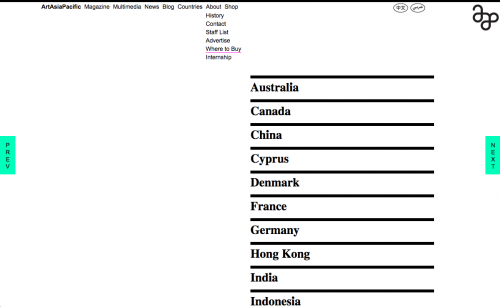 ArtAsiaPacific Magazine Multimedia News Blog Countries About Shop
中文 عربي
History
Contact
Staff List
Advertise
Where to Buy
Internship
Australia
Canada
China
PREV
NEXT
Cyprus
Denmark
France
Germany
Hong Kong
India
Indonesia